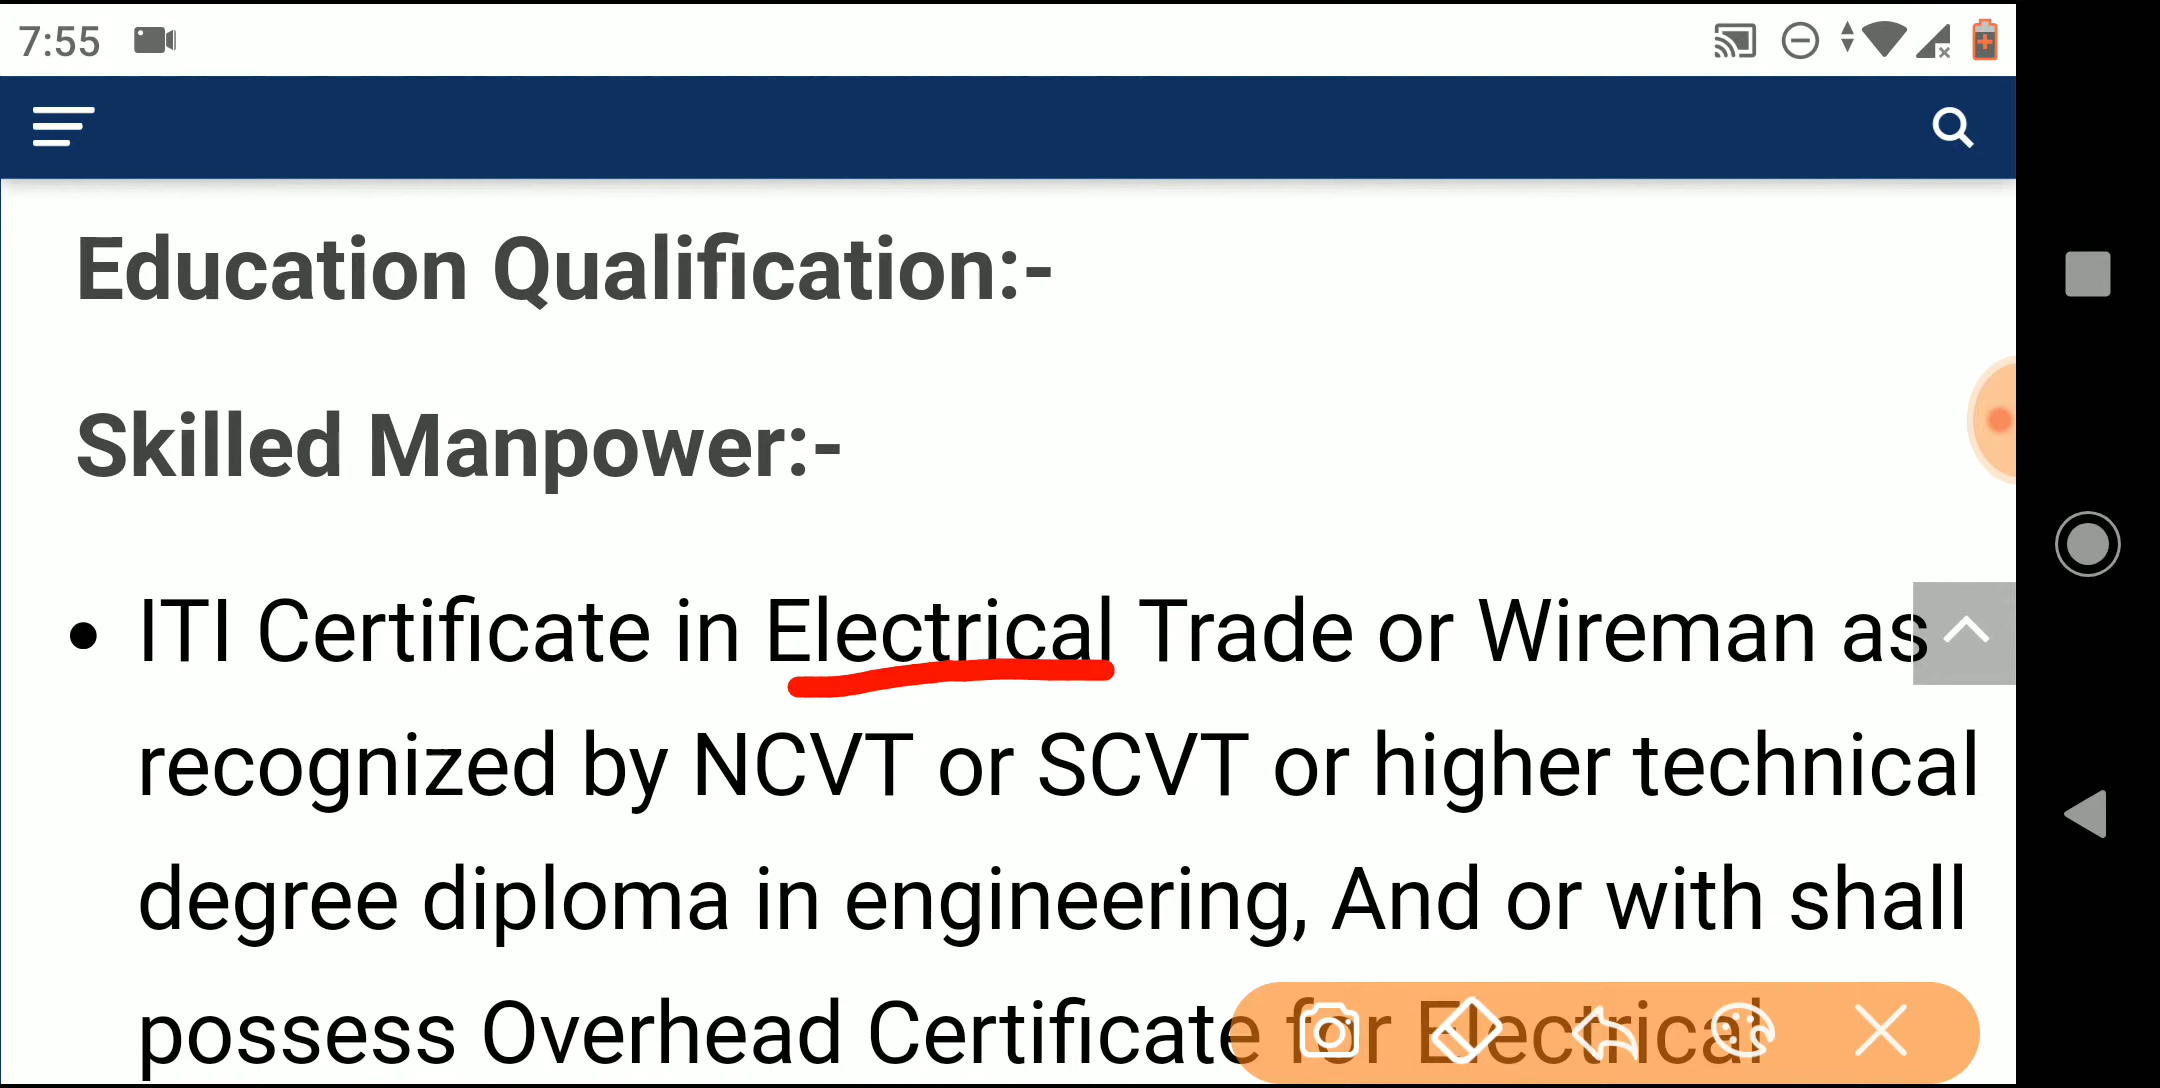 7:55
Education Qualification:-
Skilled Manpower:-
• ITI Certificate in Electrical Trade or Wireman as
recognized by NCVT or SCVT or higher technical
degree diploma in engineering, And or with shall
possess Overhead Certificate for Electrical